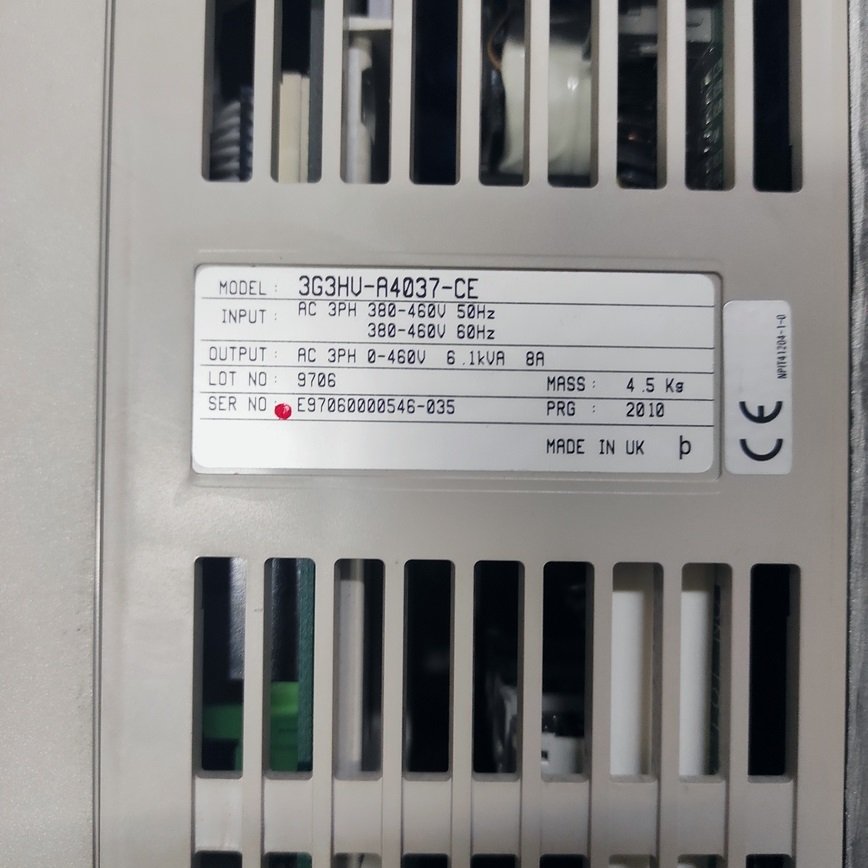 MODEL : 3G3HV-A4037-CE
INPUT : AC 3PH 380-460V 50Hz
380-460V 60Hz
OUTPUT : AC 3PH 0-460V 6.1kVA 8A
LOT NO : 9706 MASS : 4.5 Kg
SER NO : E97060000546-035 PRG : 2010
MADE IN UK þ
NPIT41204-1-0
CE